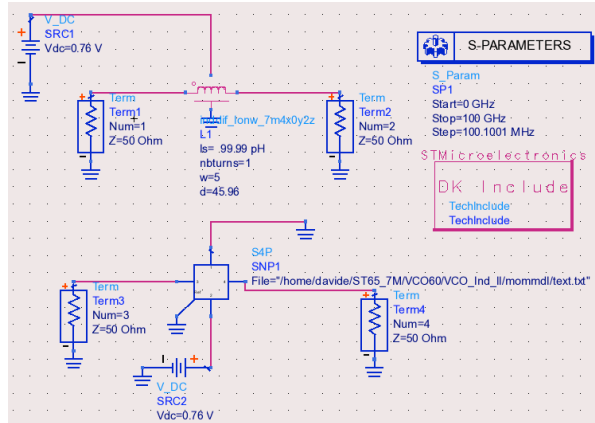 V_DC
SRC1
Vdc=0.76 V
Term
Term1
Num=1
Z=50 Ohm
L1
ls= .99.99 pH
nbturns=1
w=5
d=45.96
Term
Term2
Num=2
Z=50 Ohm
S-PARAMETERS
S_Param
SP1
Start=0 GHz
Stop=100 GHz
Step=100.1001 MHz
STMicroelectronics
DK Include
TechInclude
TechInclude
S4P
SNP1
File="/home/davide/ST65_7M/VCO60/VCO_Ind_II/mommdl/text.txt"
Term
Term3
Num=3
Z=50 Ohm
Term
Term4
Num=4
Z=50 Ohm
V_DC
SRC2
Vdc=0.76 V